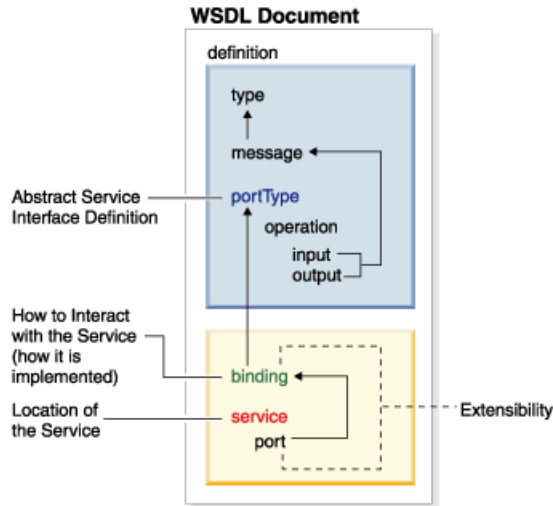 WSDL Document
definition
type
message
Abstract Service
Interface Definition
portType
operation
input
output
How to Interact
with the Service
(how it is
implemented)
binding
Location of
the Service
service
port
Extensibility